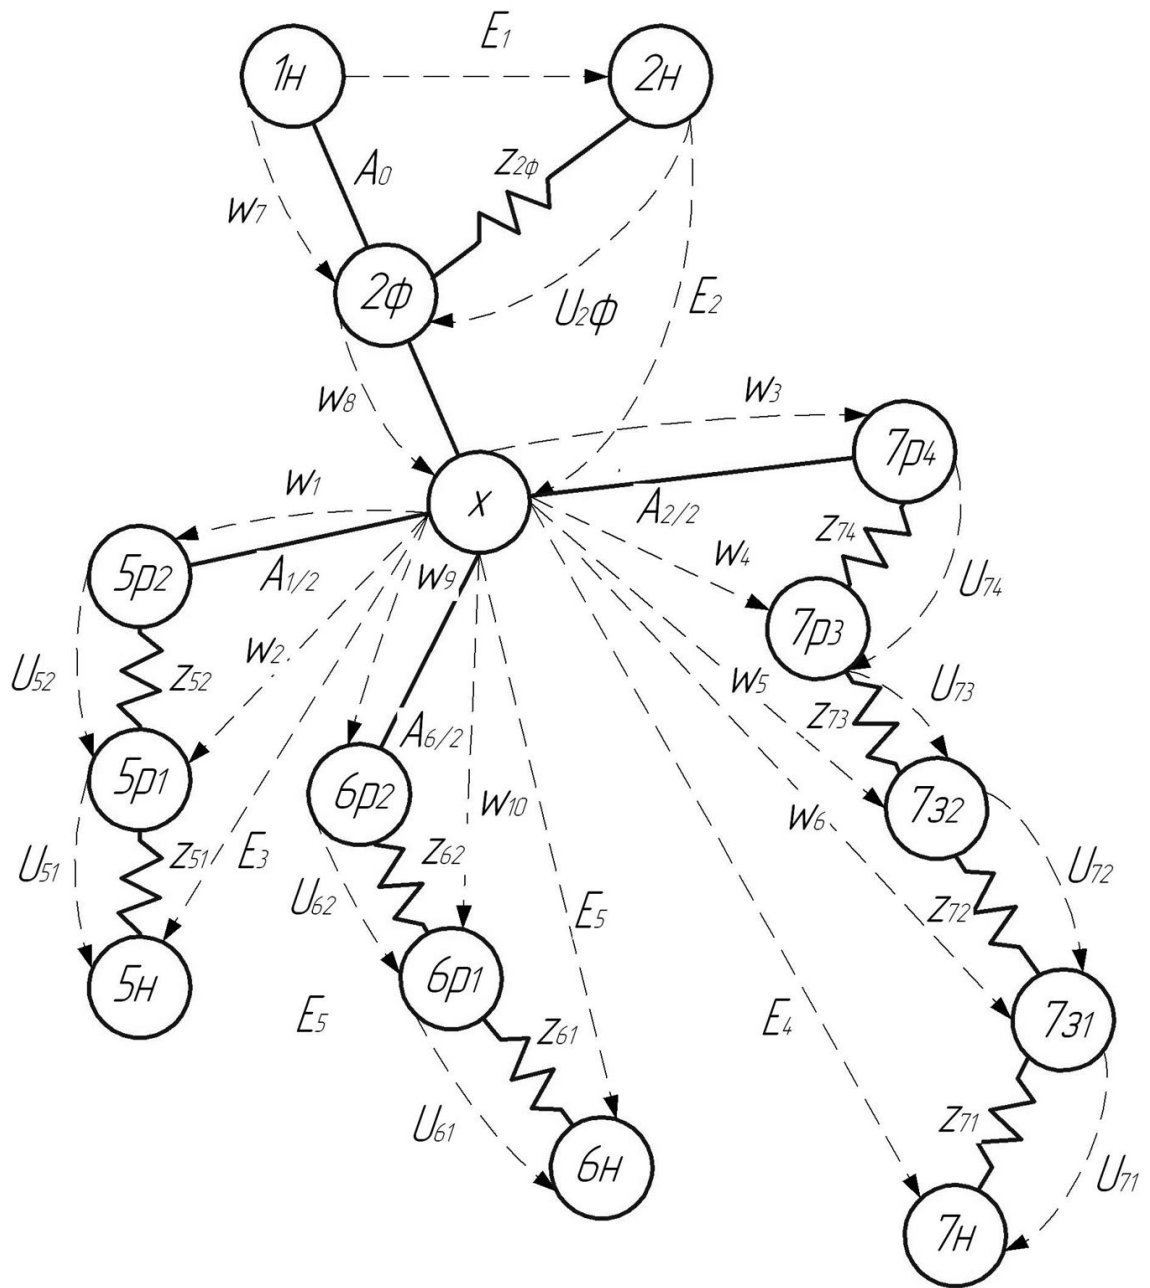 E₁
1н
2н
z₂ф
A₀
w₇
2ф
U₂ф
E₂
w₈
w₃
7р₄
w₁
x
A₂/₂
z₇₄
w₄
5р₂
A₁/₂
w₉
U₇₄
7р₃
w₂
U₅₂
z₅₂
w₅
U₇₃
z₇₃
A₆/₂
5р₁
6р₂
7з₂
w₁₀
w₆
U₅₁
z₅₁
E₃
z₆₂
U₇₂
U₆₂
E₅
z₇₂
5н
6р₁
E₅
E₄
7з₁
z₆₁
U₆₁
z₇₁
6н
U₇₁
7н